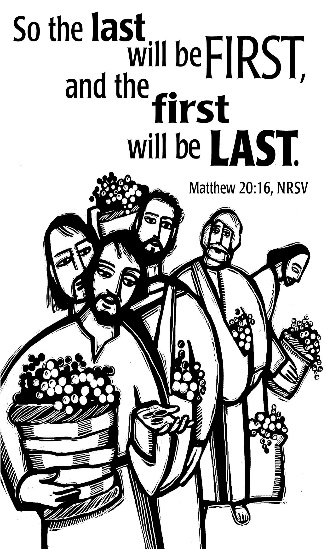 So the last
will be FIRST,
and the
first
will be LAST.
Matthew 20:16, NRSV